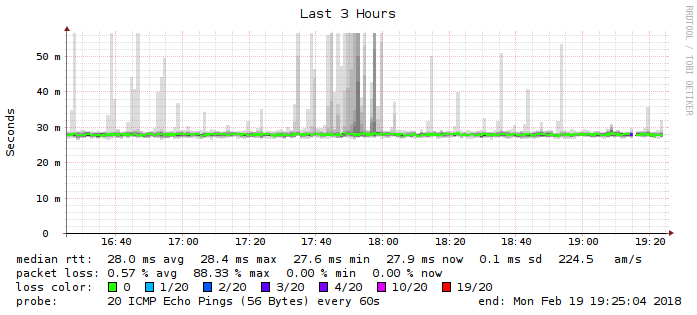 Last 3 Hours
RRDTOOL / TOBI OETIKER
Seconds
50 m
40 m
30 m
20 m
10 m
0
16:40 17:00 17:20 17:40 18:00 18:20 18:40 19:00 19:20
median rtt: 28.0 ms avg 28.4 ms max 27.6 ms min 27.9 ms now 0.1 ms sd 224.5 am/s
packet loss: 0.57 % avg 88.33 % max 0.00 % min 0.00 % now
loss color: 0 1/20 2/20 3/20 4/20 10/20 19/20
probe: 20 ICMP Echo Pings (56 Bytes) every 60s end: Mon Feb 19 19:25:04 2018